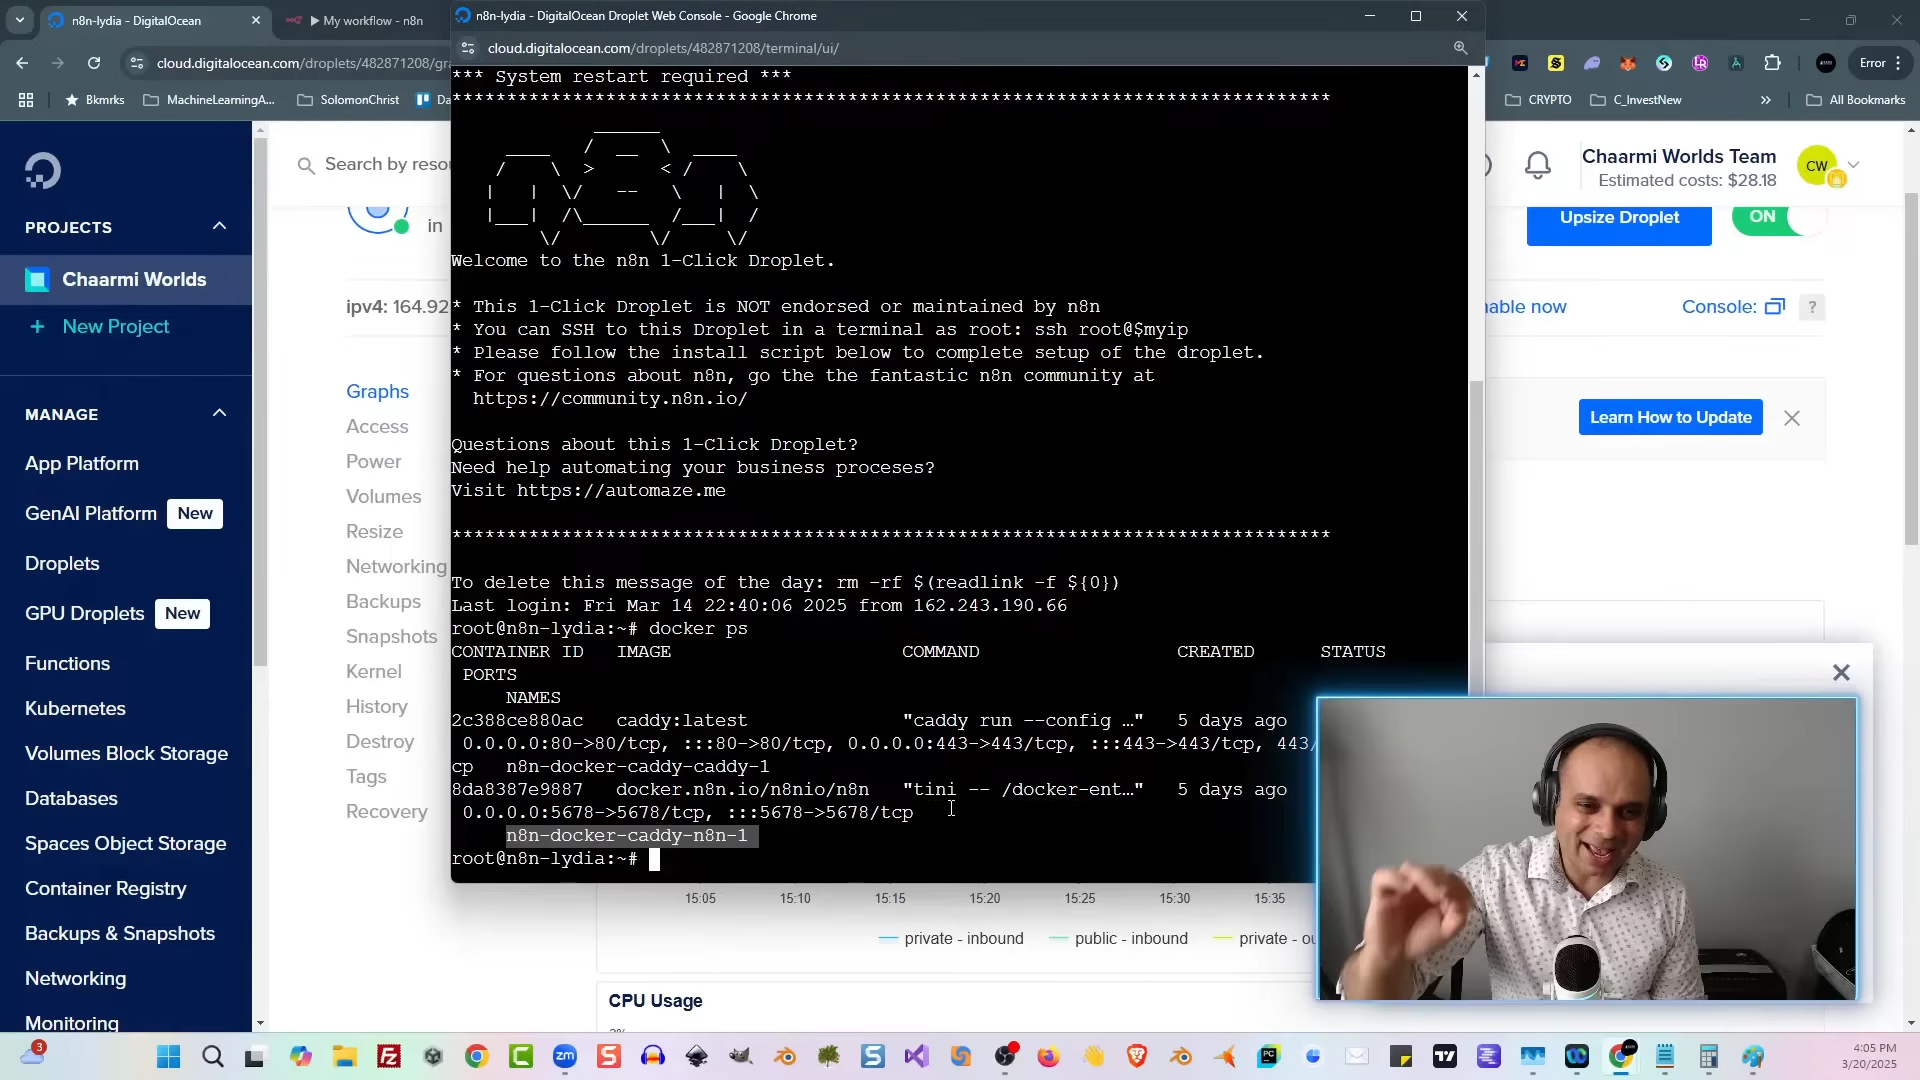 n8n-lydia - DigitalOcean
My workflow - n8n
n8n-lydia - DigitalOcean Droplet Web Console - Google Chrome
cloud.digitalocean.com/droplets/482871208/gra
cloud.digitalocean.com/droplets/482871208/terminal/ui/
Error
Bkmrks
MachineLearningA...
SolomonChrist
Da
CRYPTO
C_InvestNew
All Bookmarks
PROJECTS
Chaarmi Worlds
New Project
MANAGE
App Platform
GenAI Platform New
Droplets
GPU Droplets New
Functions
Kubernetes
Volumes Block Storage
Databases
Spaces Object Storage
Container Registry
Backups & Snapshots
Networking
Monitoring
Search by reso
in
ipv4: 164.92
Graphs
Access
Power
Volumes
Resize
Networking
Backups
Snapshots
Kernel
History
Destroy
Tags
Recovery
*** System restart required ***
********************************************************************************
Welcome to the n8n 1-Click Droplet.
* This 1-Click Droplet is NOT endorsed or maintained by n8n
* You can SSH to this Droplet in a terminal as root: ssh root@$myip
* Please follow the install script below to complete setup of the droplet.
* For questions about n8n, go the the fantastic n8n community at
https://community.n8n.io/
Questions about this 1-Click Droplet?
Need help automating your business proceses?
Visit https://automaze.me
********************************************************************************
To delete this message of the day: rm -rf $(readlink -f ${0})
Last login: Fri Mar 14 22:40:06 2025 from 162.243.190.66
root@n8n-lydia:~# docker ps
CONTAINER ID IMAGE COMMAND CREATED STATUS
PORTS
NAMES
2c388ce880ac caddy:latest "caddy run --config …" 5 days ago
0.0.0.0:80->80/tcp, :::80->80/tcp, 0.0.0.0:443->443/tcp, :::443->443/tcp, 443/
cp n8n-docker-caddy-caddy-1
8da8387e9887 docker.n8n.io/n8nio/n8n "tini -- /docker-ent…" 5 days ago
0.0.0.0:5678->5678/tcp, :::5678->5678/tcp
n8n-docker-caddy-n8n-1
root@n8n-lydia:~#
Chaarmi Worlds Team
Estimated costs: $28.18
CW
Upsize Droplet
ON
nable now
Console:
?
Learn How to Update
15:05 15:10 15:15 15:20 15:25 15:30 15:35
private - inbound public - inbound private - ou
CPU Usage
3
4:05 PM
3/20/2025